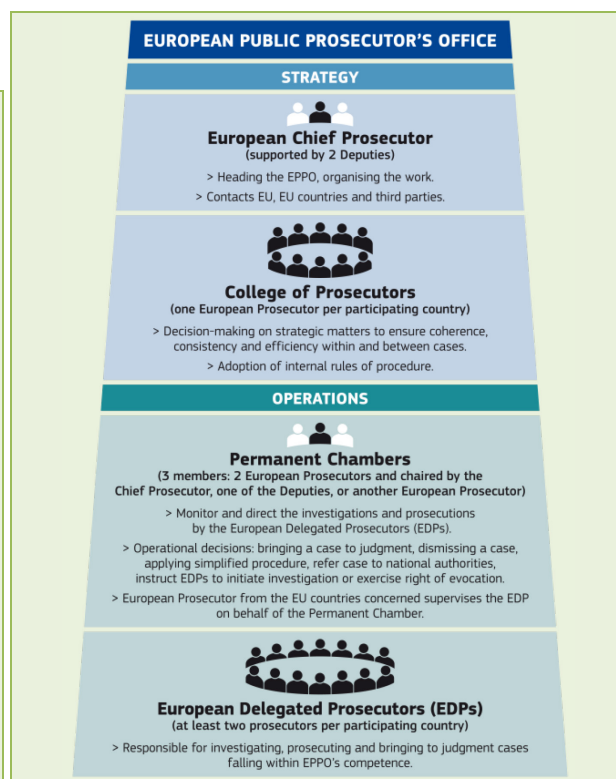 EUROPEAN PUBLIC PROSECUTOR'S OFFICE
STRATEGY
European Chief Prosecutor
(supported by 2 Deputies)
> Heading the EPPO, organising the work.
> Contacts EU, EU countries and third parties.
College of Prosecutors
(one European Prosecutor per participating country)
> Decision-making on strategic matters to ensure coherence,
consistency and efficiency within and between cases.
> Adoption of internal rules of procedure.
OPERATIONS
Permanent Chambers
(3 members: 2 European Prosecutors and chaired by the
Chief Prosecutor, one of the Deputies, or another European Prosecutor)
> Monitor and direct the investigations and prosecutions
by the European Delegated Prosecutors (EDPs).
> Operational decisions: bringing a case to judgment, dismissing a case,
applying simplified procedure, refer case to national authorities,
instruct EDPs to initiate investigation or exercise right of evocation.
> European Prosecutor from the EU countries concerned supervises the EDP
on behalf of the Permanent Chamber.
European Delegated Prosecutors (EDPs)
(at least two prosecutors per participating country)
> Responsible for investigating, prosecuting and bringing to judgment cases
falling within EPPO's competence.